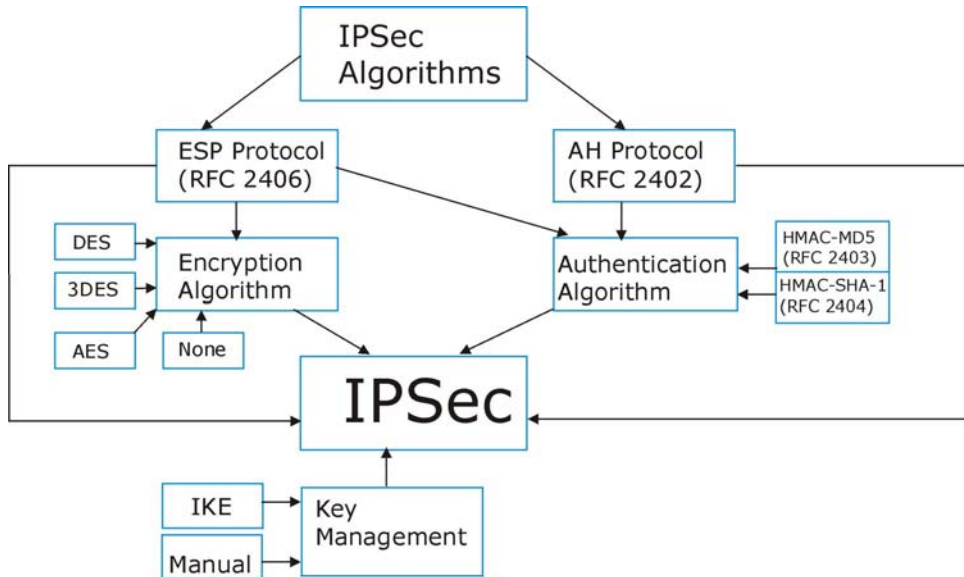 IPSec
Algorithms
ESP Protocol
(RFC 2406)
AH Protocol
(RFC 2402)
DES
3DES
AES
None
Encryption
Algorithm
Authentication
Algorithm
HMAC-MD5
(RFC 2403)
HMAC-SHA-1
(RFC 2404)
IPSec
IKE
Manual
Key
Management